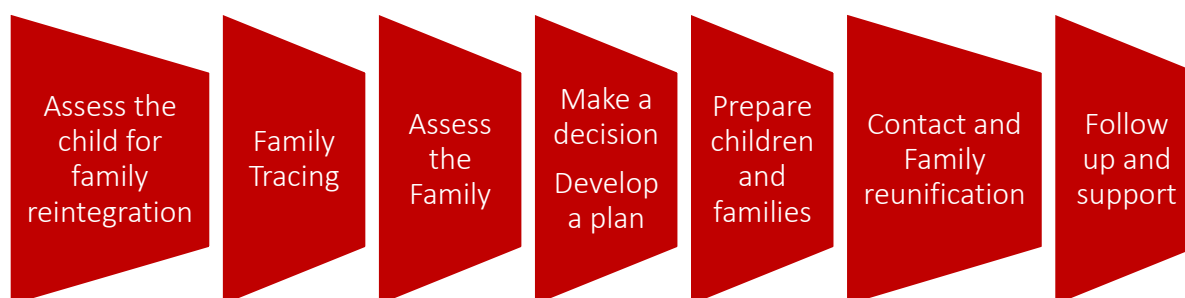 Assess the
child for
family
reintegration
Family
Tracing
Assess
the
Family
Make a
decision
Develop
a plan
Prepare
children
and
families
Contact and
Family
reunification
Follow
up and
support